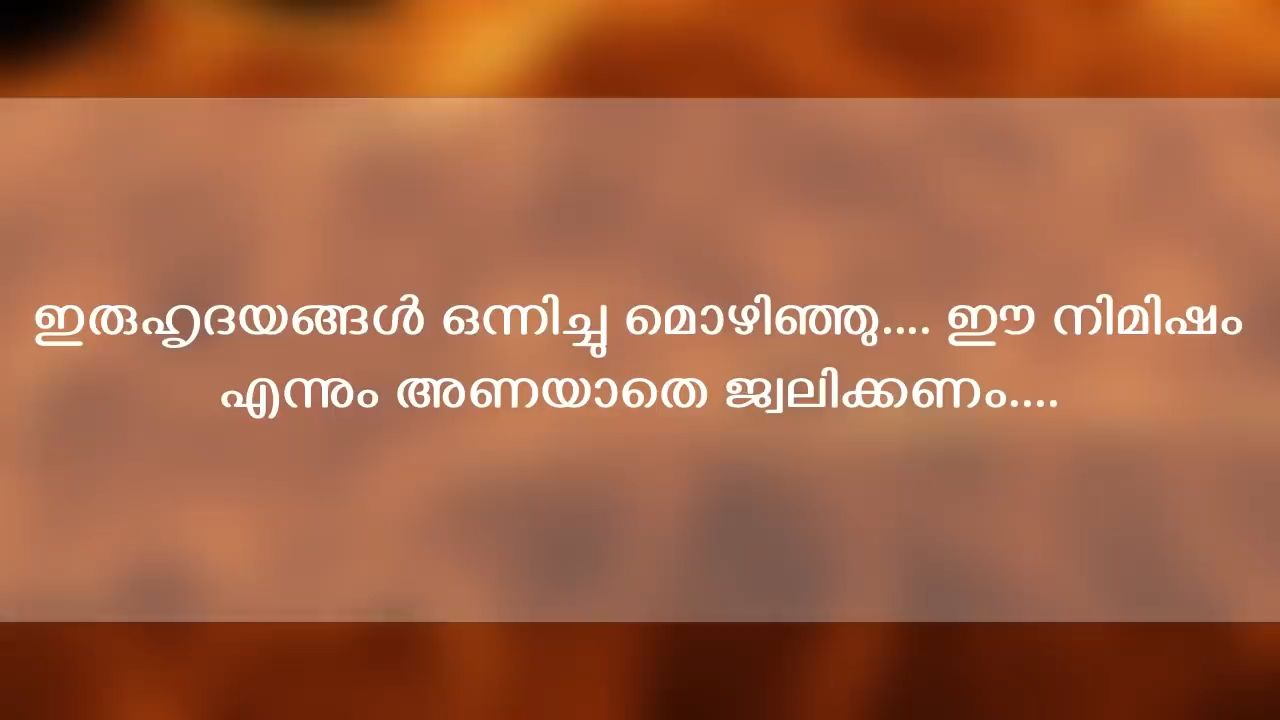 ഇരുഹൃദയങ്ങൾ ഒന്നിച്ചു മൊഴിഞ്ഞു.... ഈ നിമിഷം
എന്നും അണയാതെ ജ്വലിക്കണം....